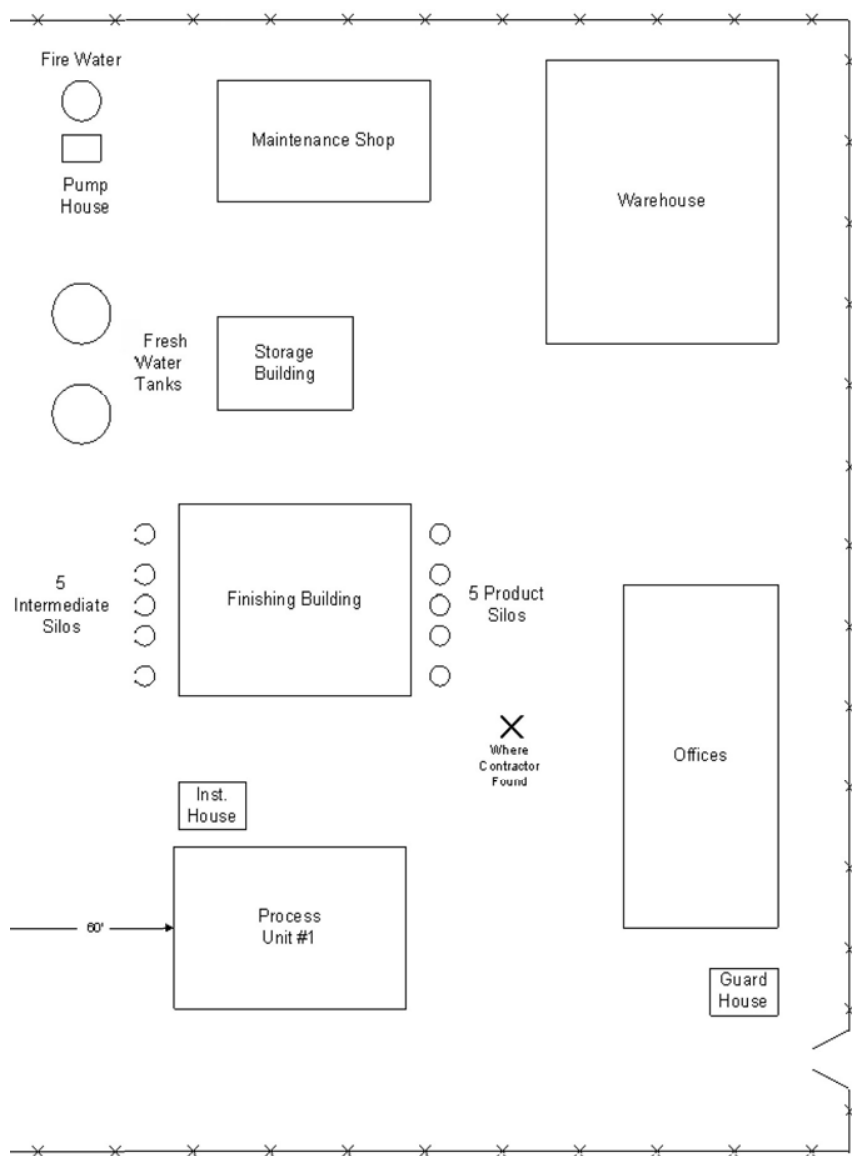 Fire Water
Pump
House
Maintenance Shop
Warehouse
Fresh
Water
Tanks
Storage
Building
5
Intermediate
Silos
Finishing Building
5 Product
Silos
Where
Contractor
Found
Offices
Inst.
House
60'
Process
Unit #1
Guard
House